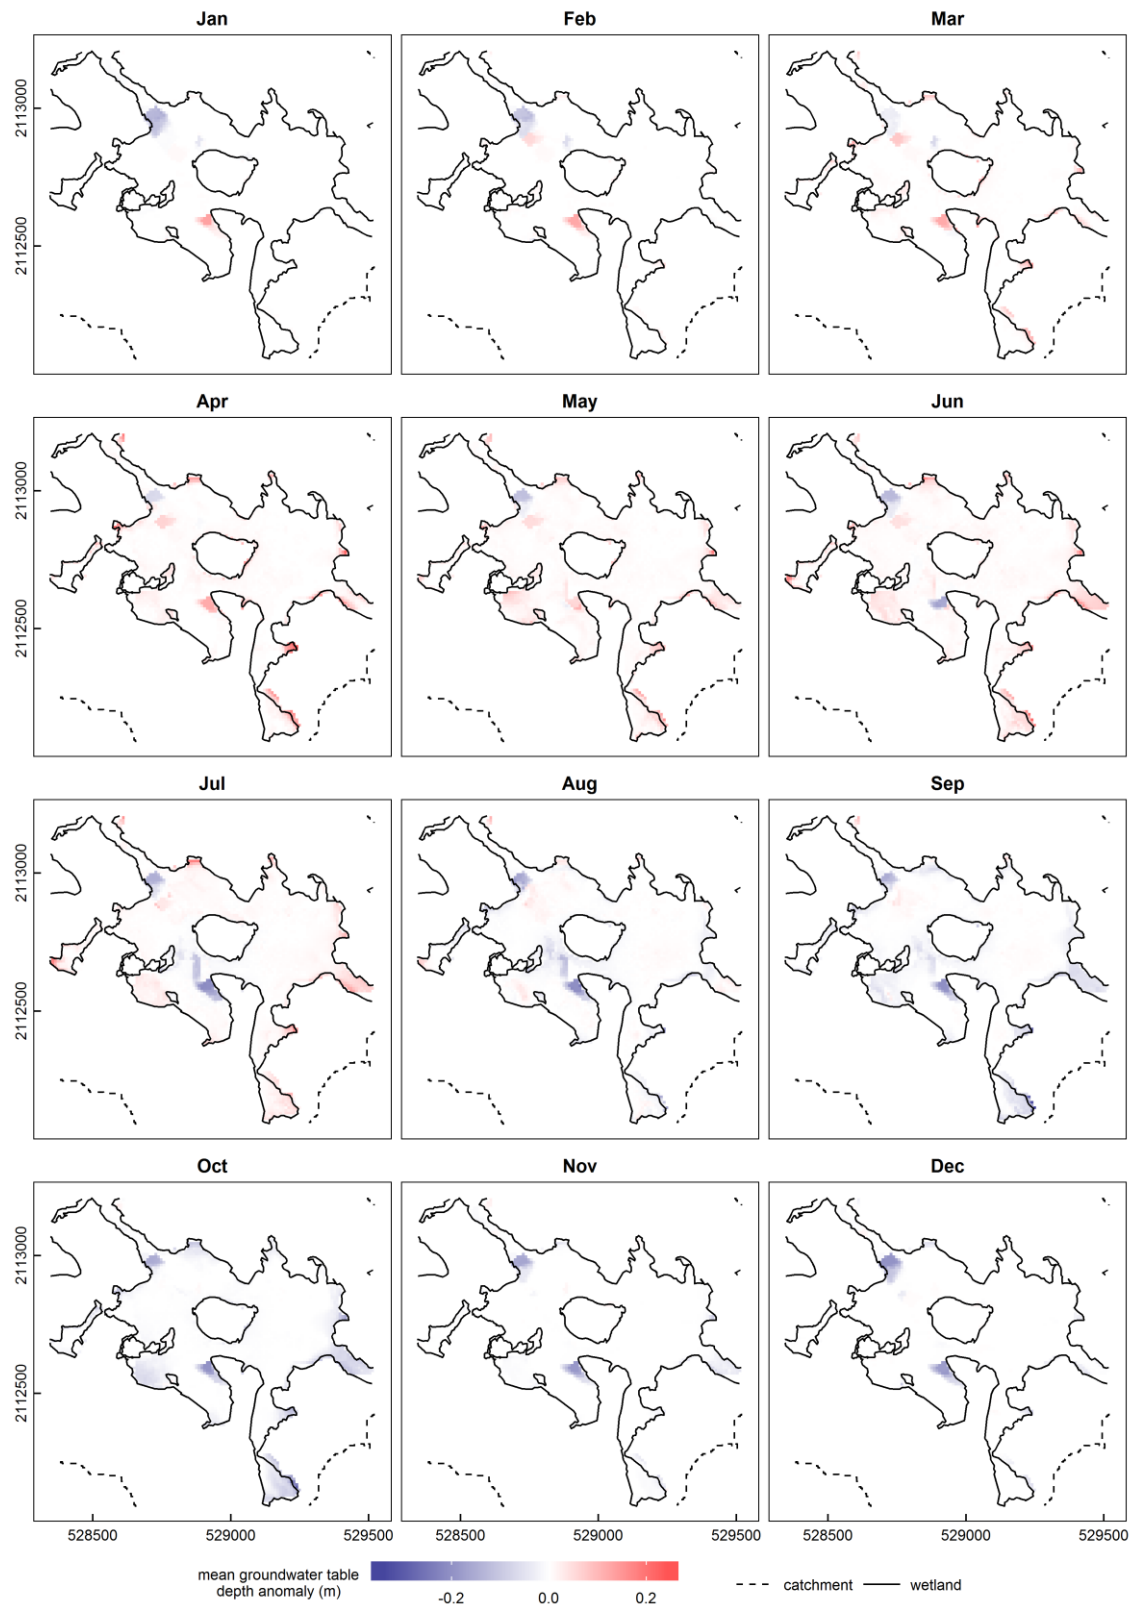 Jan Feb Mar
2113000
2112500
Apr May Jun
2113000
2112500
Jul Aug Sep
2113000
2112500
Oct Nov Dec
2113000
2112500
528500 529000 529500 528500 529000 529500 528500 529000 529500
mean groundwater table
depth anomaly (m)
-0.2 0.0 0.2
catchment wetland